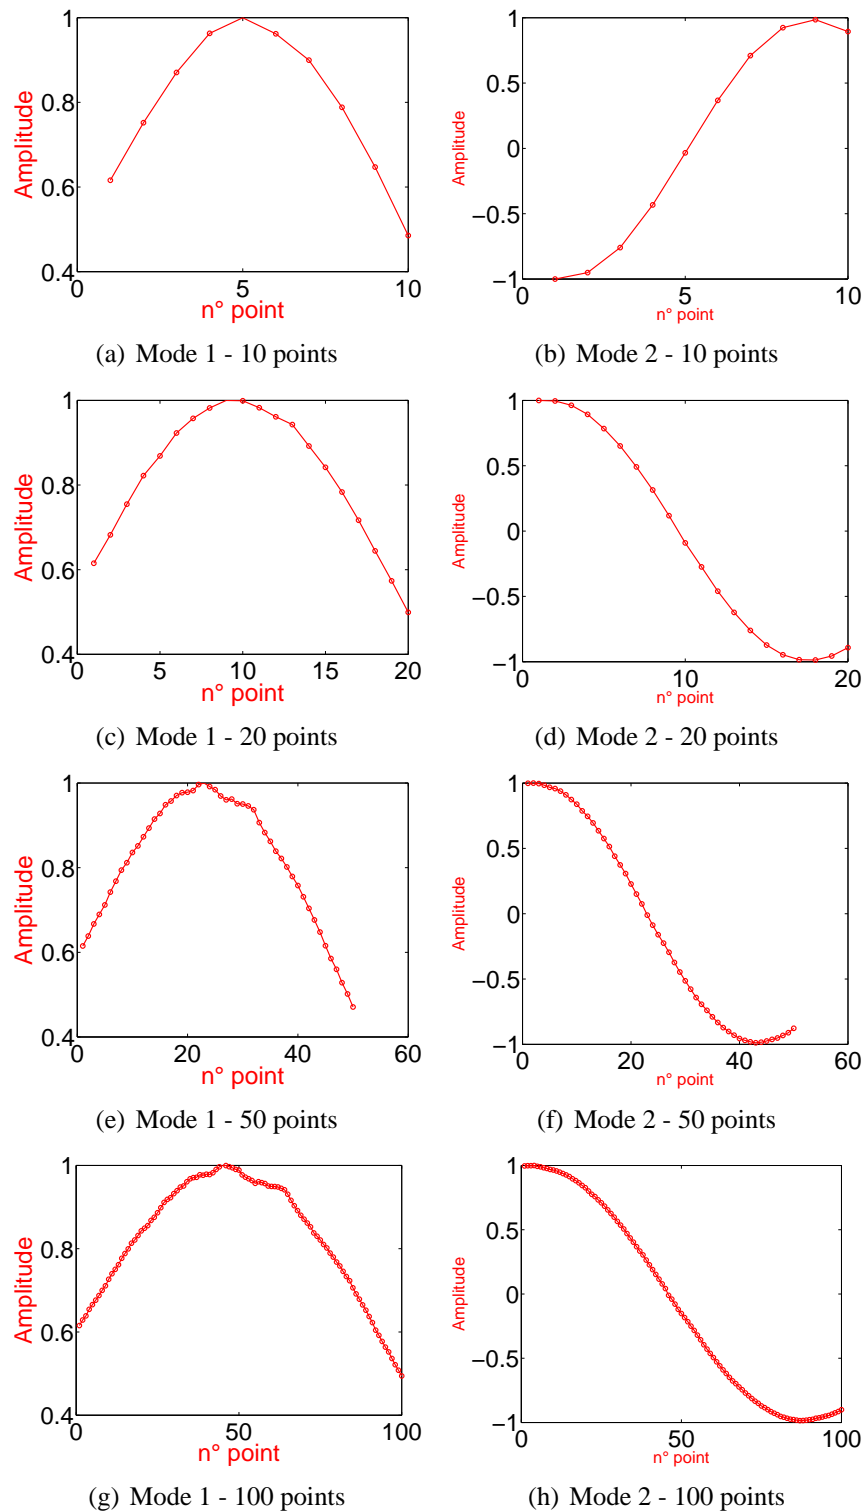 1
0.8
0.6
0.4
Amplitude
0
5
10
n° point
(a) Mode 1 - 10 points
1
0.5
0
−0.5
−1
Amplitude
0
5
10
n° point
(b) Mode 2 - 10 points
1
0.8
0.6
0.4
Amplitude
0
5
10
15
20
n° point
(c) Mode 1 - 20 points
1
0.5
0
−0.5
−1
Amplitude
0
10
20
n° point
(d) Mode 2 - 20 points
1
0.8
0.6
0.4
Amplitude
0
20
40
60
n° point
(e) Mode 1 - 50 points
1
0.5
0
−0.5
−1
Amplitude
0
20
40
60
n° point
(f) Mode 2 - 50 points
1
0.8
0.6
0.4
Amplitude
0
50
100
n° point
(g) Mode 1 - 100 points
1
0.5
0
−0.5
−1
Amplitude
0
50
100
n° point
(h) Mode 2 - 100 points